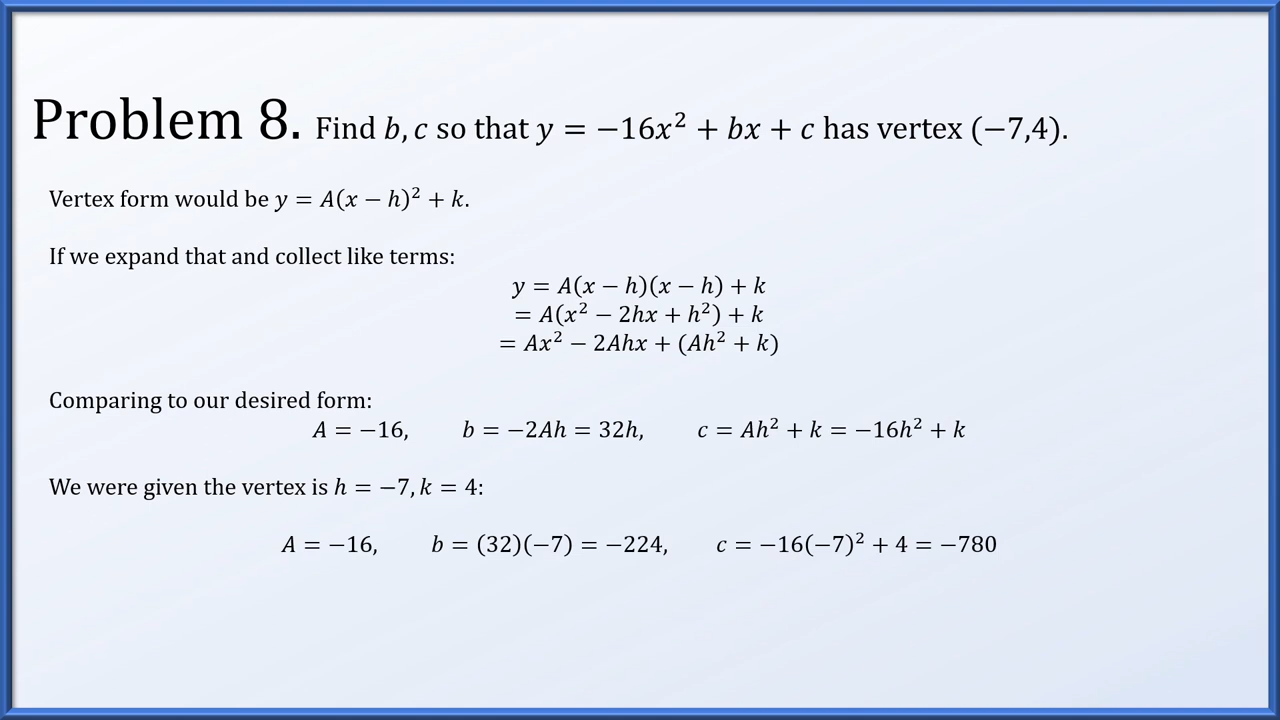 Problem 8. Find b, c so that y = −16x² + bx + c has vertex (−7,4).
Vertex form would be y = A(x − h)² + k.
If we expand that and collect like terms:
y = A(x − h)(x − h) + k
= A(x² − 2hx + h²) + k
= Ax² − 2Ahx + (Ah² + k)
Comparing to our desired form:
A = −16, b = −2Ah = 32h, c = Ah² + k = −16h² + k
We were given the vertex is h = −7, k = 4:
A = −16, b = (32)(−7) = −224, c = −16(−7)² + 4 = −780